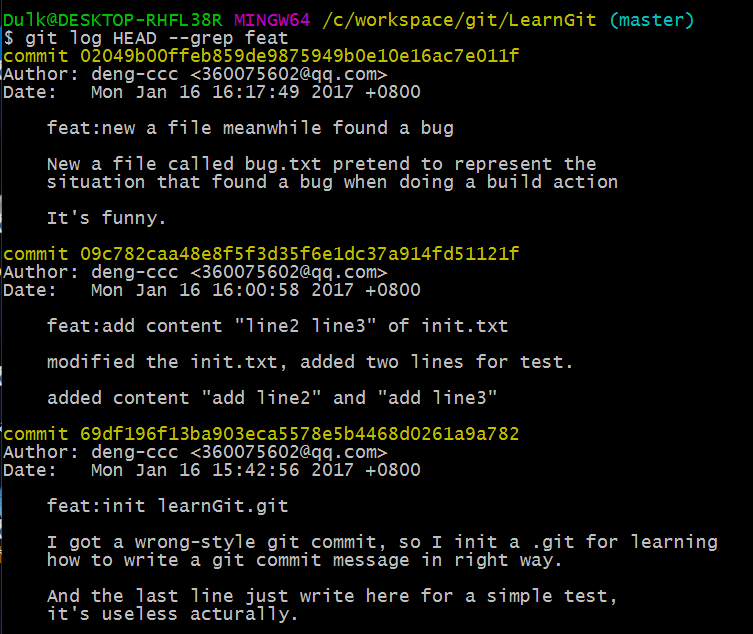 Dulk@DESKTOP-RHFL38R MINGW64 /c/workspace/git/LearnGit (master)
$ git log HEAD --grep feat
commit 02049b00ffeb859de9875949b0e10e16ac7e011f
Author: deng-ccc <360075602@qq.com>
Date:   Mon Jan 16 16:17:49 2017 +0800
feat:new a file meanwhile found a bug
New a file called bug.txt pretend to represent the
situation that found a bug when doing a build action
It's funny.
commit 09c782caa48e8f5f3d35f6e1dc37a914fd51121f
Author: deng-ccc <360075602@qq.com>
Date:   Mon Jan 16 16:00:58 2017 +0800
feat:add content "line2 line3" of init.txt
modified the init.txt, added two lines for test.
added content "add line2" and "add line3"
commit 69df196f13ba903eca5578e5b4468d0261a9a782
Author: deng-ccc <360075602@qq.com>
Date:   Mon Jan 16 15:42:56 2017 +0800
feat:init learnGit.git
I got a wrong-style git commit, so I init a .git for learning
how to write a git commit message in right way.
And the last line just write here for a simple test,
it's useless acturally.